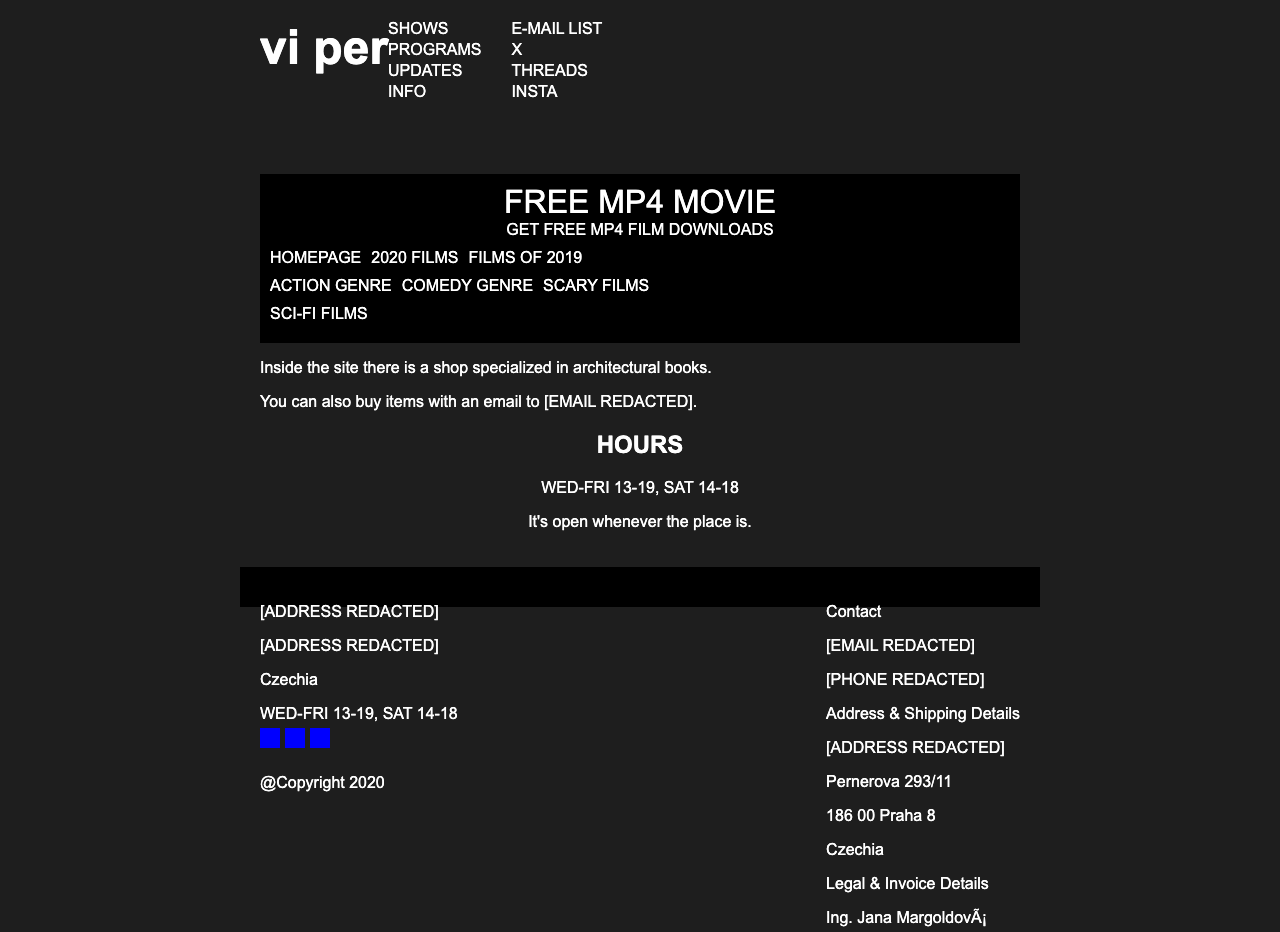 vi per
SHOWS
PROGRAMS
UPDATES
INFO
E-MAIL LIST
X
THREADS
INSTA
FREE MP4 MOVIE
GET FREE MP4 FILM DOWNLOADS
HOMEPAGE 2020 FILMS FILMS OF 2019
ACTION GENRE COMEDY GENRE SCARY FILMS
SCI-FI FILMS
Inside the site there is a shop specialized in architectural books.
You can also buy items with an email to [EMAIL REDACTED].
HOURS
WED-FRI 13-19, SAT 14-18
It's open whenever the place is.
[ADDRESS REDACTED]
[ADDRESS REDACTED]
Czechia
WED-FRI 13-19, SAT 14-18
@Copyright 2020
Contact
[EMAIL REDACTED]
[PHONE REDACTED]
Address & Shipping Details
[ADDRESS REDACTED]
Pernerova 293/11
186 00 Praha 8
Czechia
Legal & Invoice Details
Ing. Jana MargoldovÃ¡